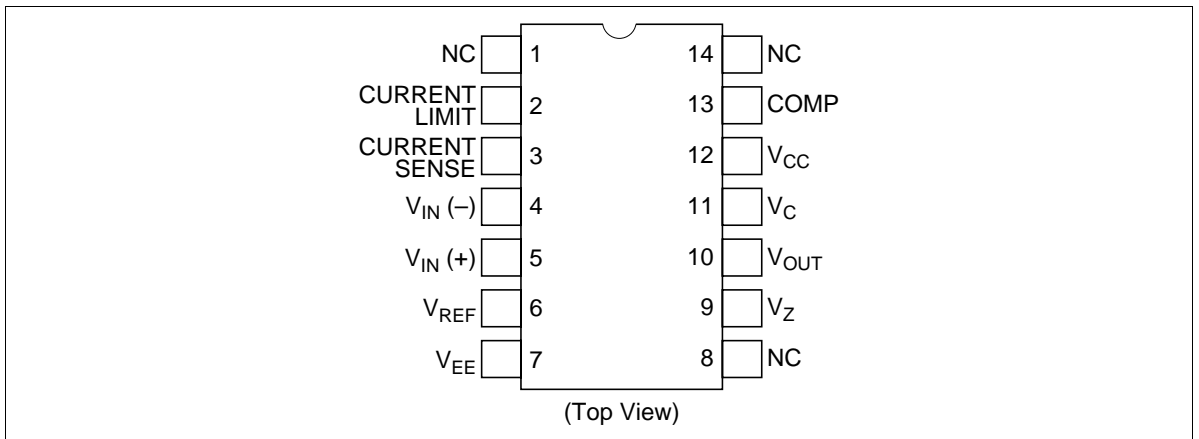 NC 1 14 NC
CURRENT LIMIT 2 13 COMP
CURRENT SENSE 3 12 VCC
VIN (–) 4 11 VC
VIN (+) 5 10 VOUT
VREF 6 9 VZ
VEE 7 8 NC
(Top View)